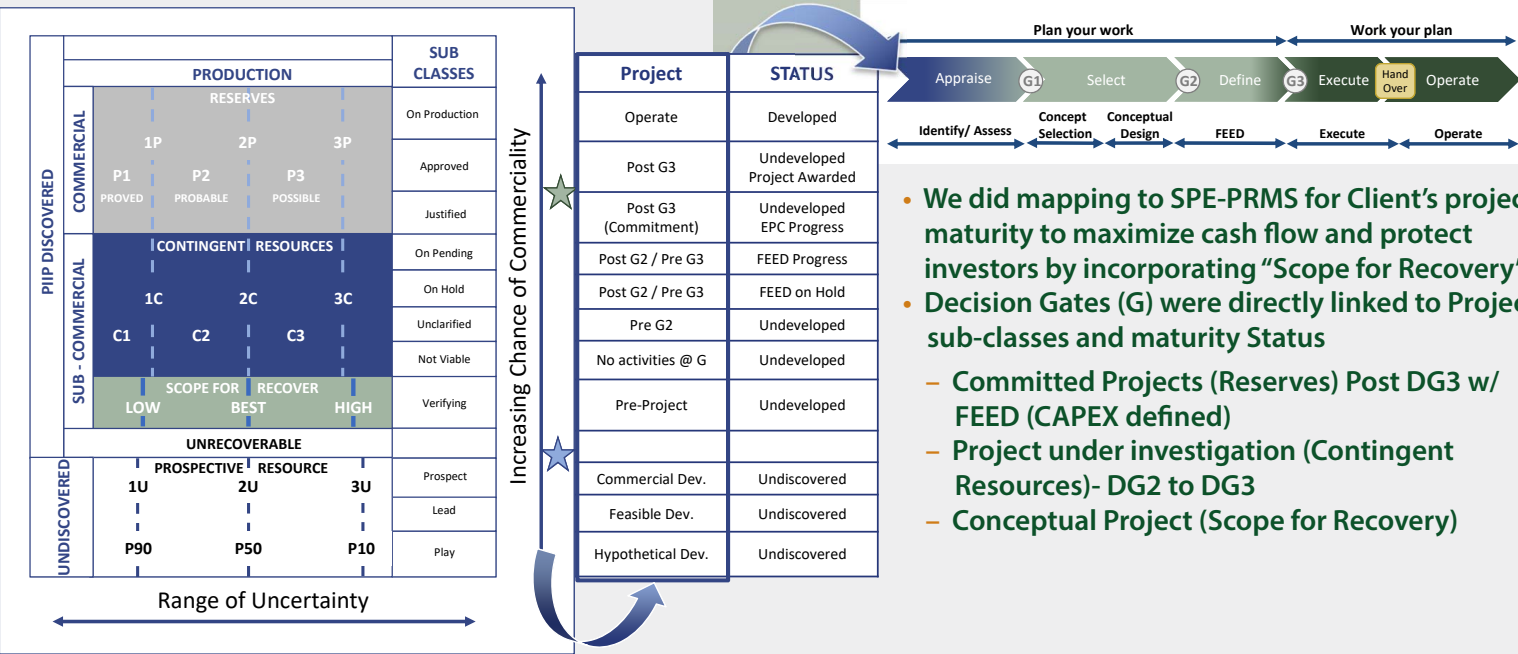 PIIP DISCOVERED
COMMERCIAL
SUB - COMMERCIAL
UNDISCOVERED
PRODUCTION
RESERVES
1P 2P 3P
P1 P2 P3
PROVED PROBABLE POSSIBLE
CONTINGENT RESOURCES
1C 2C 3C
C1 C2 C3
SCOPE FOR RECOVER
LOW BEST HIGH
UNRECOVERABLE
PROSPECTIVE RESOURCE
1U 2U 3U
P90 P50 P10
SUB
CLASSES
On Production
Approved
Justified
On Pending
On Hold
Unclarified
Not Viable
Verifying
Prospect
Lead
Play
Range of Uncertainty
Increasing Chance of Commerciality
Project STATUS
Operate Developed
Post G3 Undeveloped
Project Awarded
Post G3 Undeveloped
(Commitment) EPC Progress
Post G2 / Pre G3 FEED Progress
Post G2 / Pre G3 FEED on Hold
Pre G2 Undeveloped
No activities @ G Undeveloped
Pre-Project Undeveloped
Commercial Dev. Undiscovered
Feasible Dev. Undiscovered
Hypothetical Dev. Undiscovered
Plan your work Work your plan
Appraise G1 Select G2 Define G3 Execute Hand Over Operate
Identify/ Assess Concept Selection Conceptual Design FEED Execute Operate
• We did mapping to SPE-PRMS for Client's projec
maturity to maximize cash flow and protect
investors by incorporating “Scope for Recovery”
• Decision Gates (G) were directly linked to Projec
sub-classes and maturity Status
– Committed Projects (Reserves) Post DG3 w/
FEED (CAPEX defined)
– Project under investigation (Contingent
Resources)- DG2 to DG3
– Conceptual Project (Scope for Recovery)